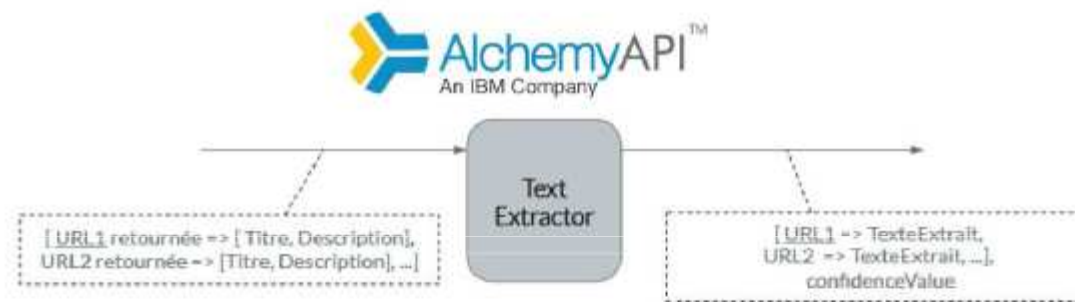 AlchemyAPI™
An IBM Company
Text
Extractor
[ URL1 retournée => [ Titre, Description],
URL2 retournée => [Titre, Description], ...]
[ URL1 => TexteExtrait,
URL2 => TexteExtrait, ...],
confidenceValue